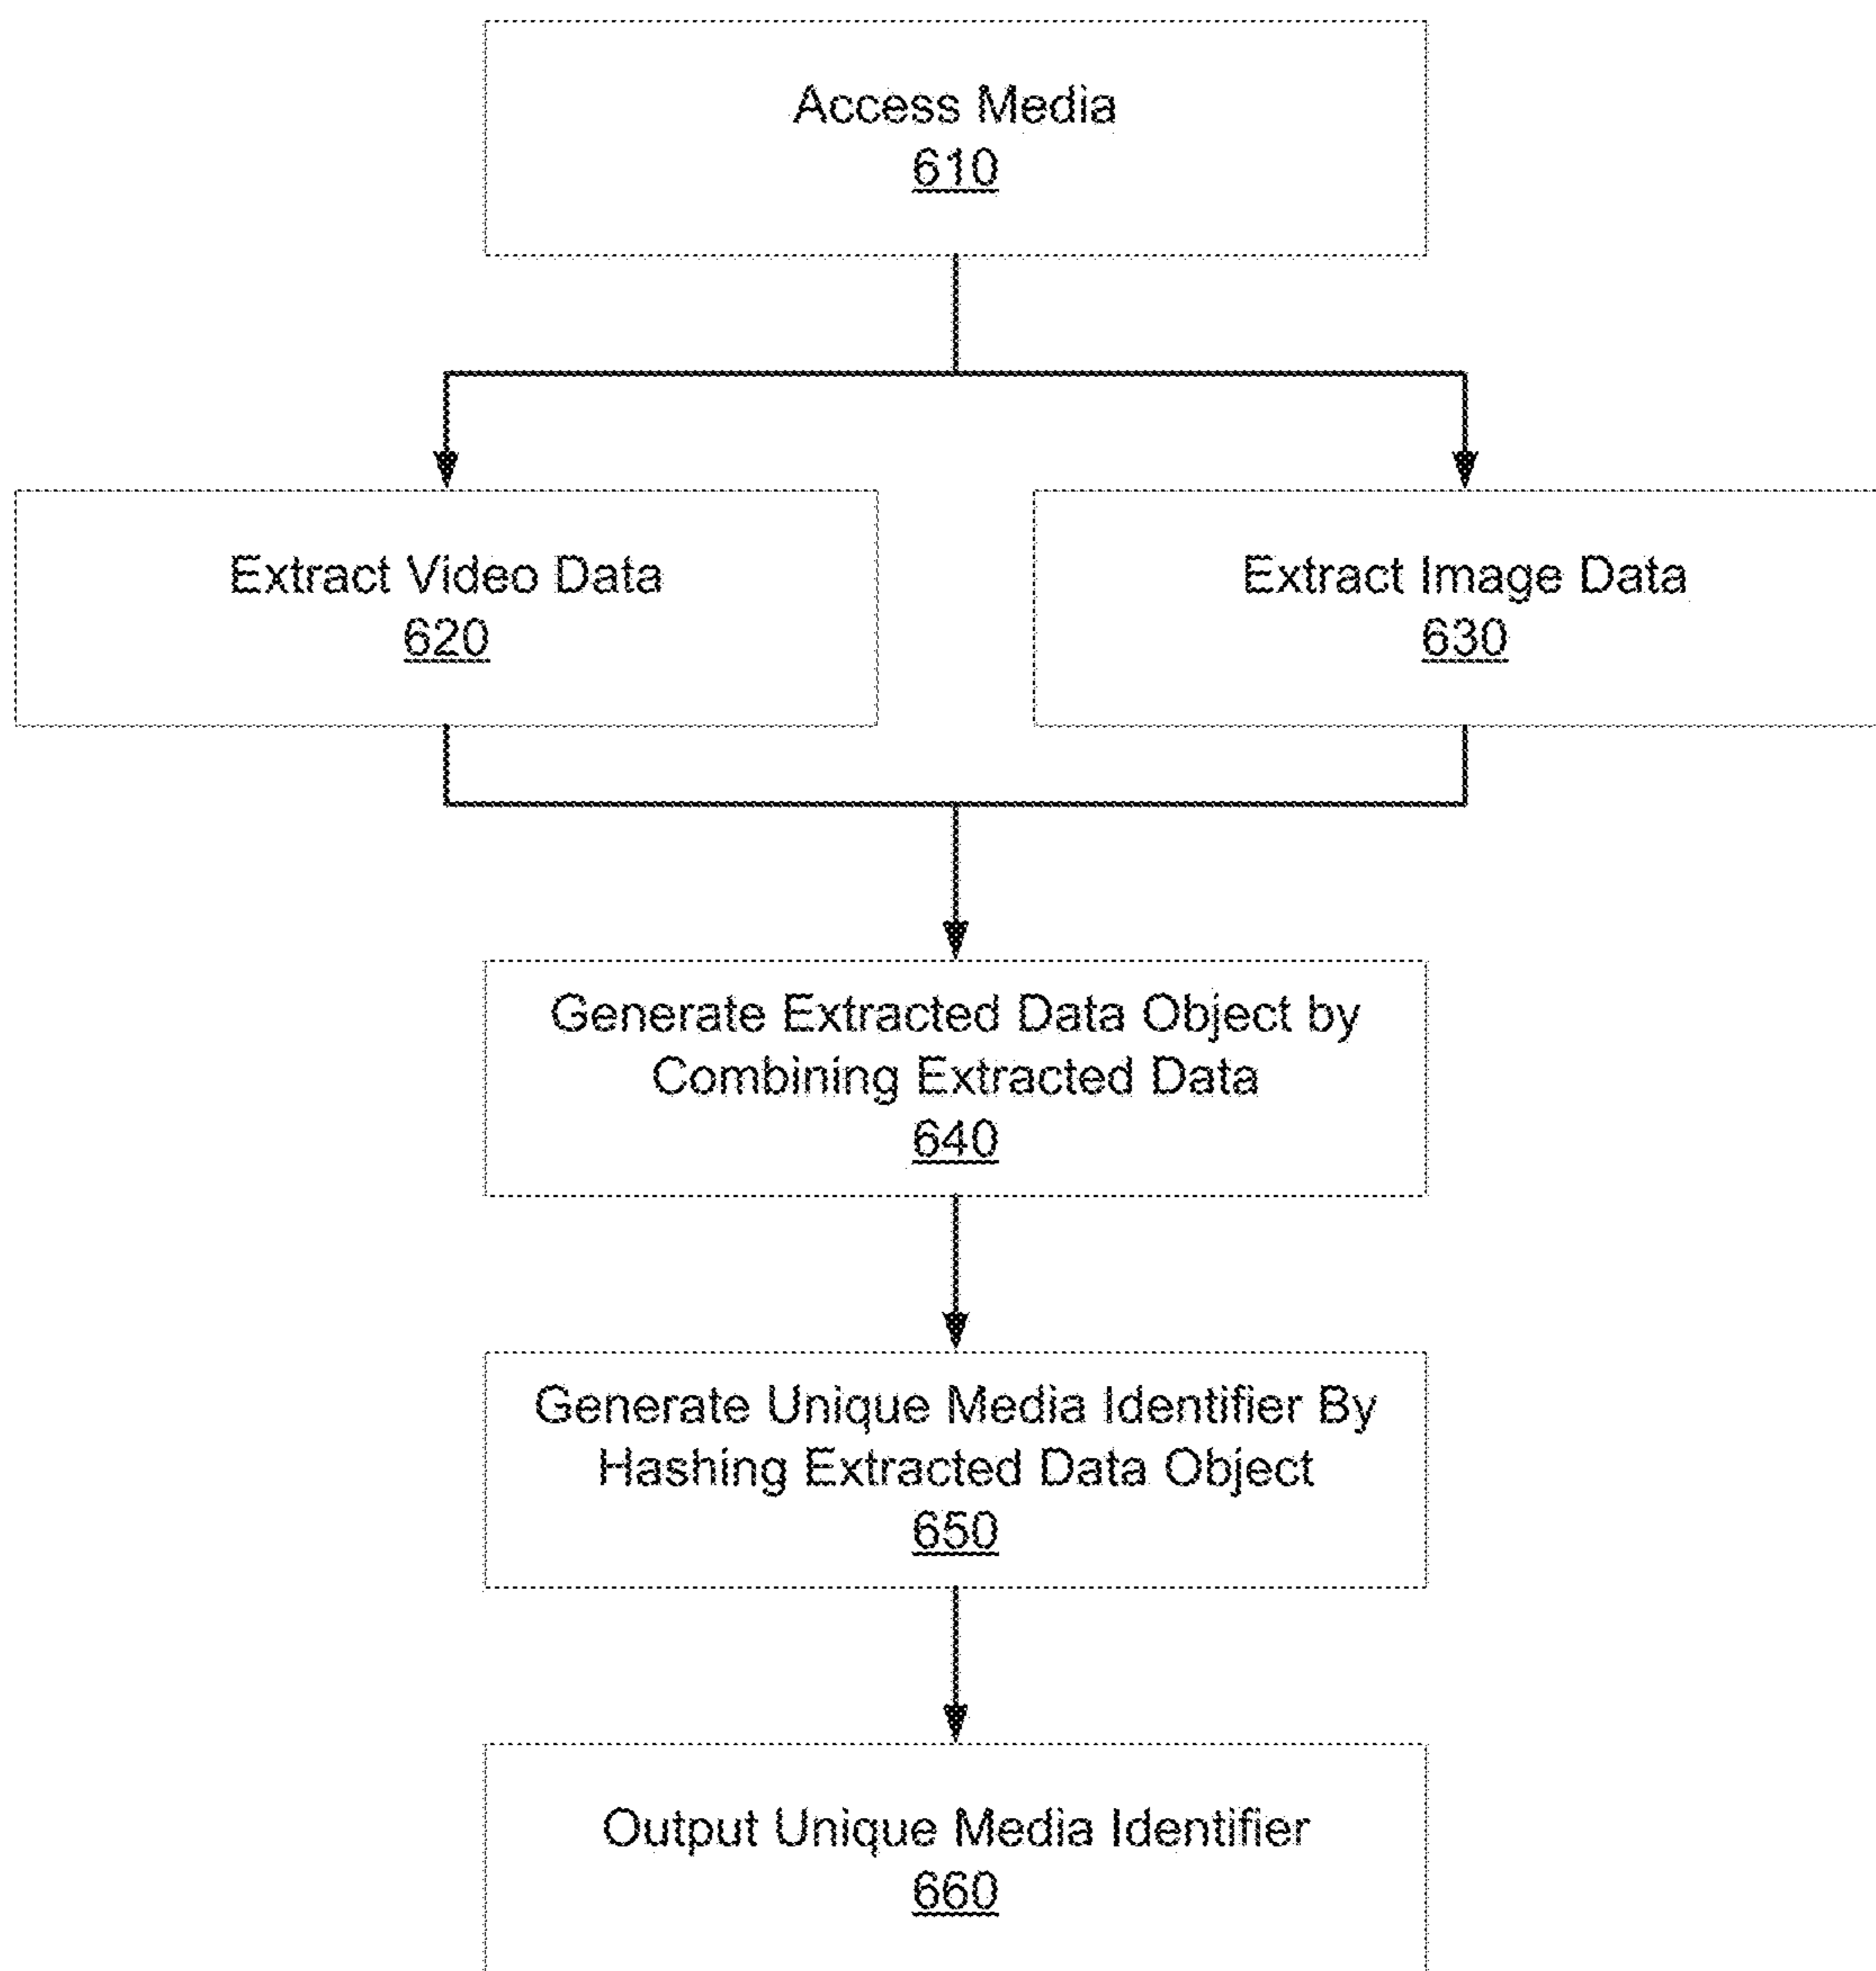 Access Media
610
Extract Video Data
620
Extract Image Data
630
Generate Extracted Data Object by
Combining Extracted Data
640
Generate Unique Media Identifier By
Hashing Extracted Data Object
650
Output Unique Media Identifier
660